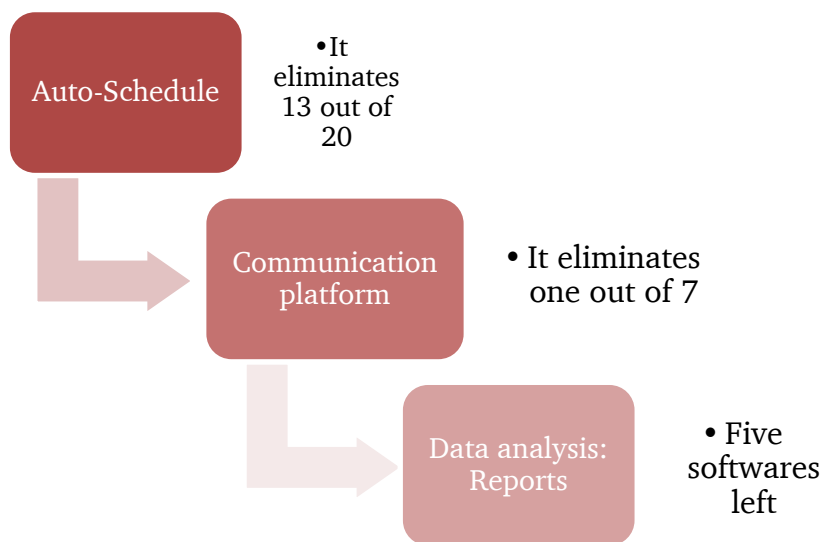 Auto-Schedule
•It
eliminates
13 out of
20
Communication
platform
• It eliminates
one out of 7
Data analysis:
Reports
• Five
softwares
left